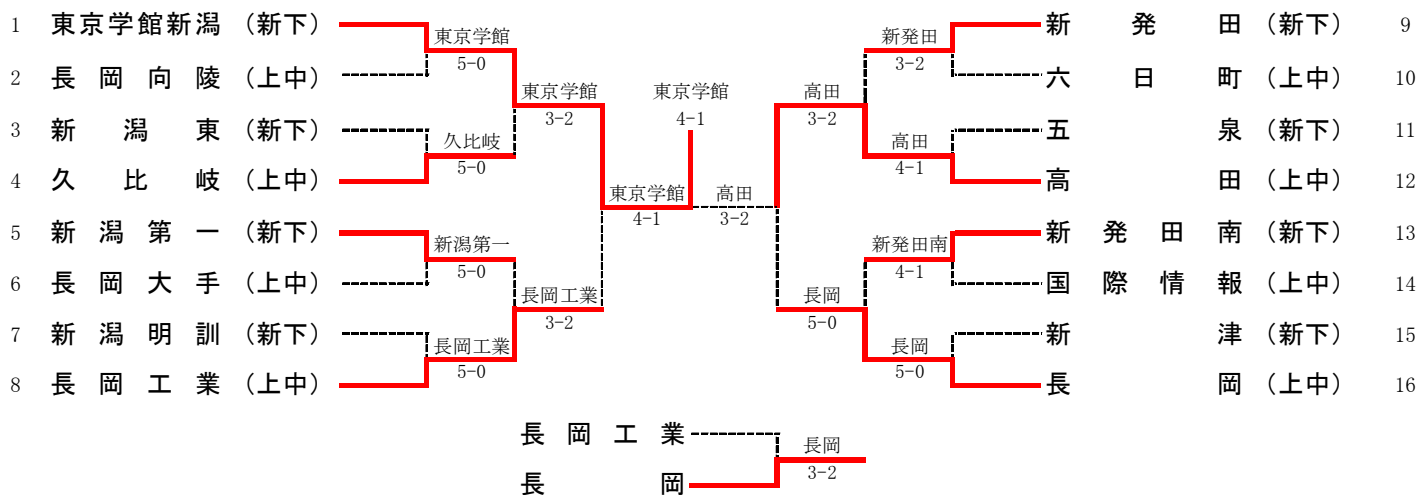 1 東京学館新潟 (新下)
東京学館
5-0
2 長岡向陵 (上中)
東京学館
3-2
3 新潟東 (新下)
久比岐
5-0
4 久比岐 (上中)
東京学館
4-1
5 新潟第一 (新下)
新潟第一
5-0
6 長岡大手 (上中)
長岡工業
3-2
7 新潟明訓 (新下)
長岡工業
5-0
8 長岡工業 (上中)
東京学館
4-1
新発田 (新下) 9
新発田
3-2
六日町 (上中) 10
高田
3-2
五泉 (新下) 11
高田
4-1
高田 (上中) 12
高田
3-2
新発田南 (新下) 13
新発田南
4-1
国際情報 (上中) 14
長岡
5-0
新津 (新下) 15
長岡
5-0
長岡 (上中) 16
長岡工業
長岡
3-2
長岡